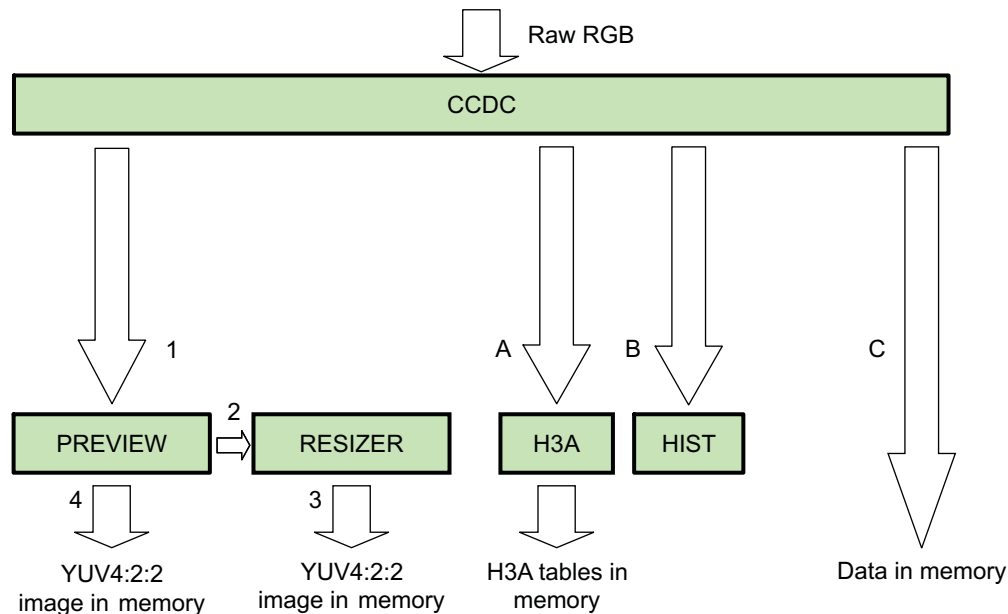 Raw RGB
CCDC
1
A
B
C
2
PREVIEW
RESIZER
H3A
HIST
4
3
YUV4:2:2
image in memory
YUV4:2:2
image in memory
H3A tables in
memory
Data in memory